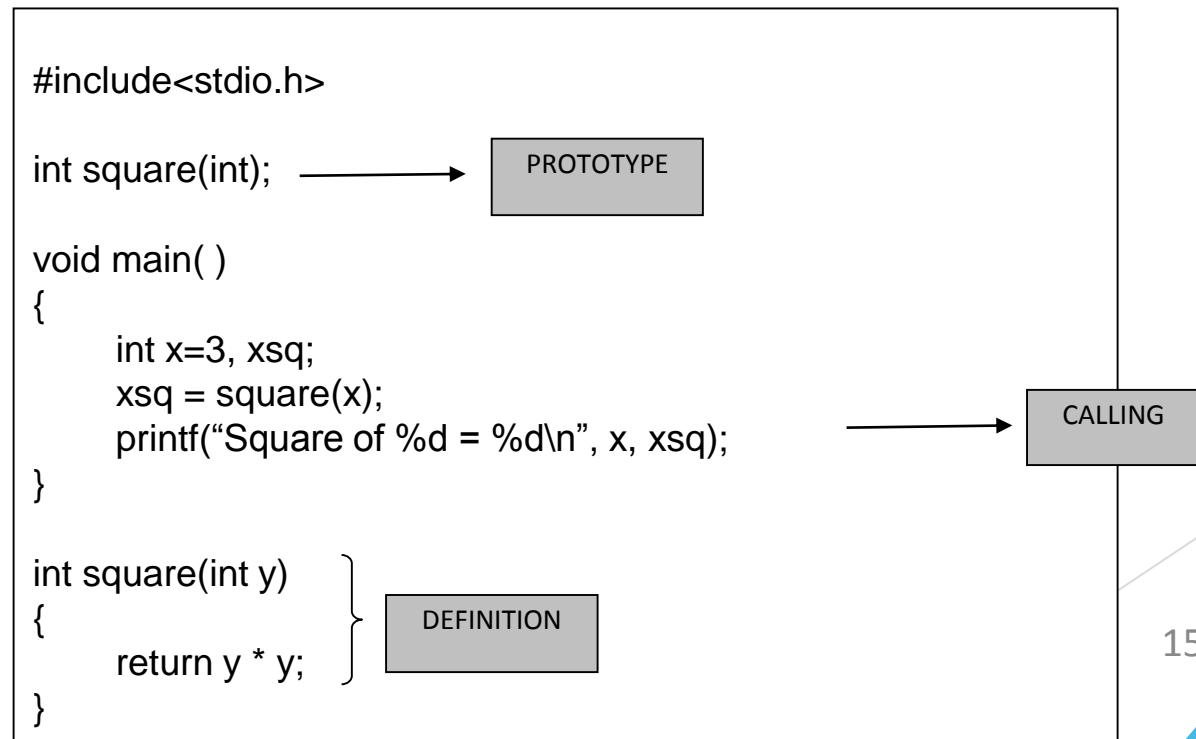 #include<stdio.h>
int square(int);
PROTOTYPE
void main( )
{
int x=3, xsq;
xsq = square(x);
printf(“Square of %d = %d\n”, x, xsq);
CALLING
}
int square(int y)
{
DEFINITION
return y * y;
}
15